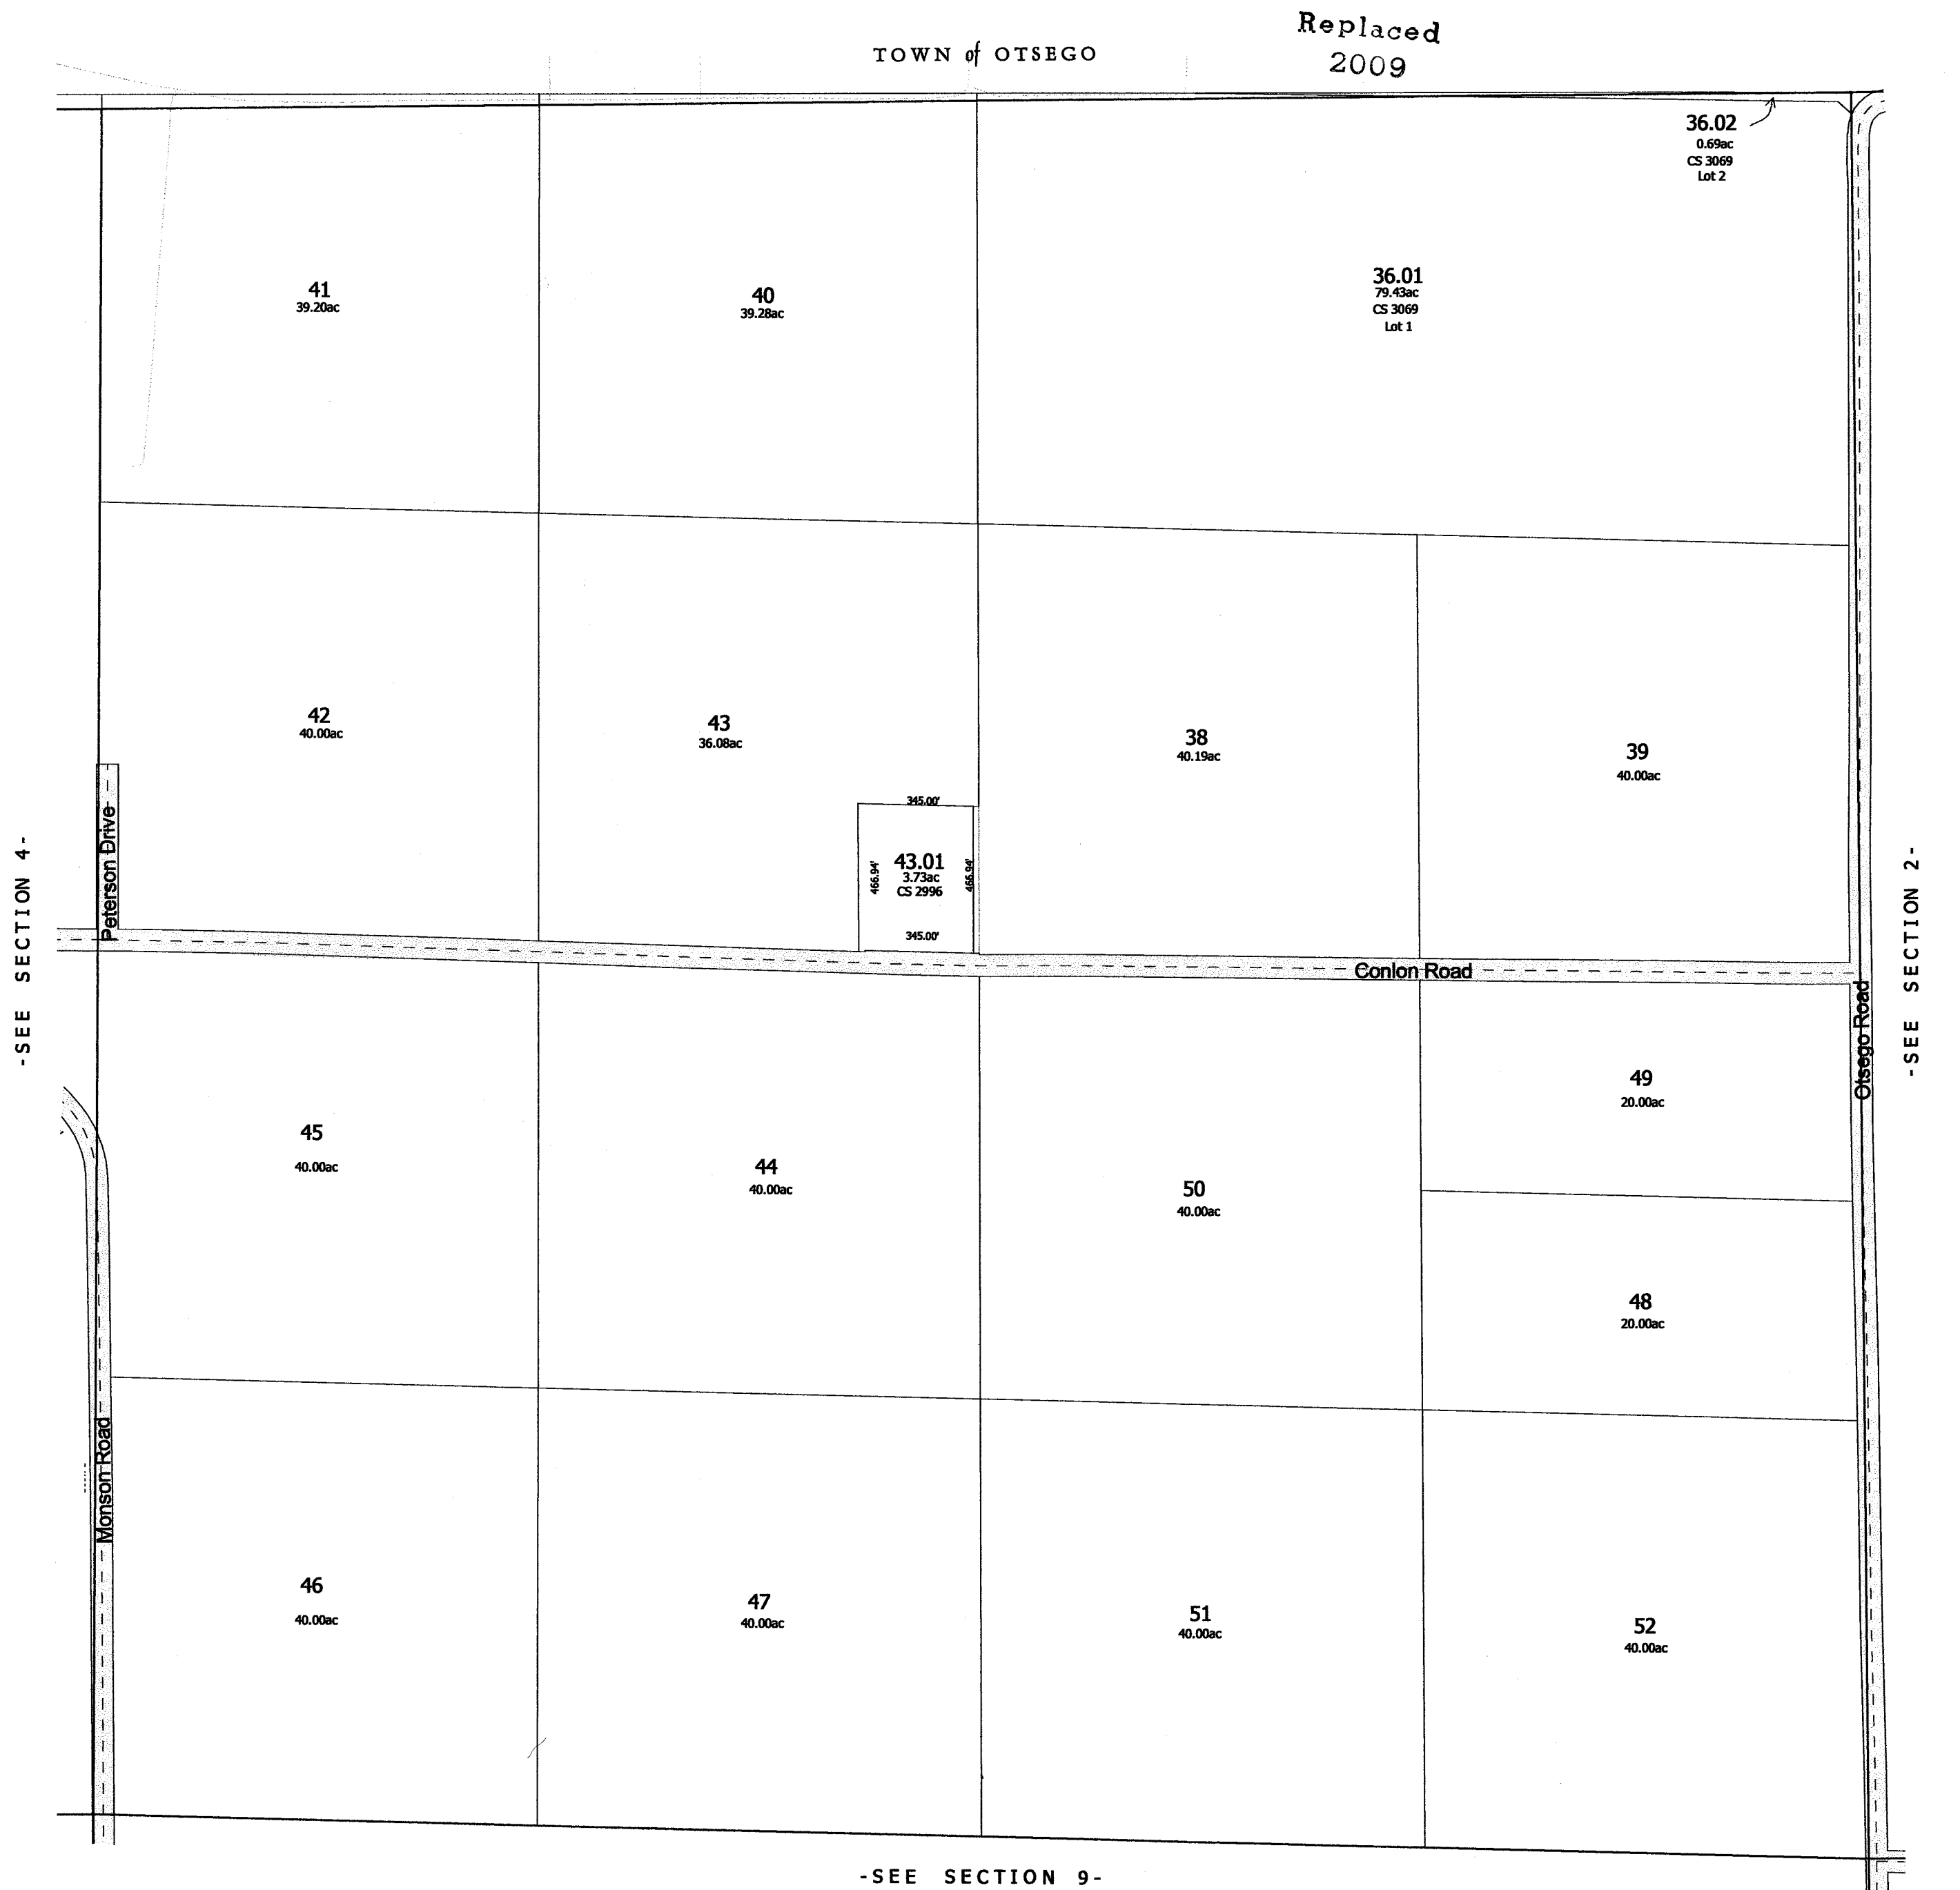 Replaced
2009
TOWN of OTSEGO
36.02
0.69ac
CS 3069
Lot 2
41
39.20ac
40
39.28ac
36.01
79.43ac
CS 3069
Lot 1
42
40.00ac
43
36.08ac
38
40.19ac
39
40.00ac
345.00'
466.94'
43.01
3.73ac
CS 2996
466.94'
345.00'
Peterson Drive
-SEE SECTION 4-
-SEE SECTION 2-
Conlon Road
Otsego Road
45
40.00ac
44
40.00ac
50
40.00ac
49
20.00ac
48
20.00ac
Monson Road
46
40.00ac
47
40.00ac
51
40.00ac
52
40.00ac
-SEE SECTION 9-